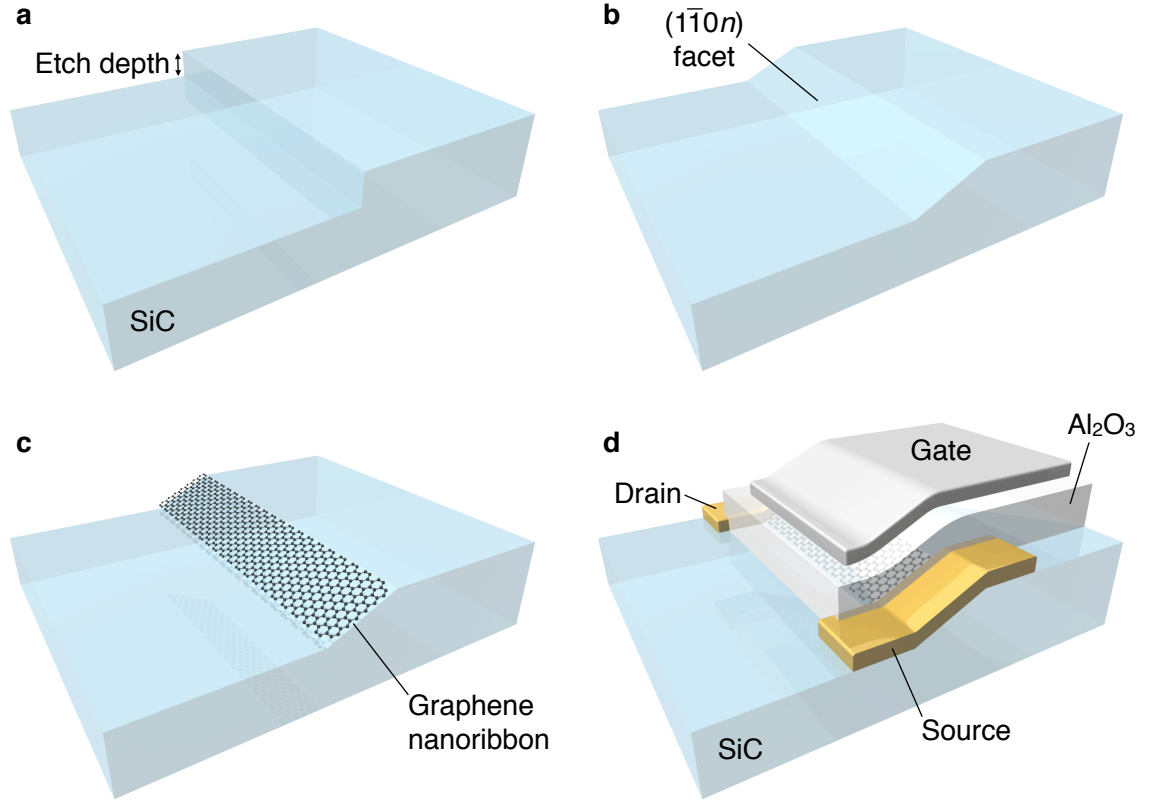 a
Etch depth
SiC
b
(11̅0n)
facet
c
Graphene
nanoribbon
d
Al₂O₃
Gate
Drain
Source
SiC